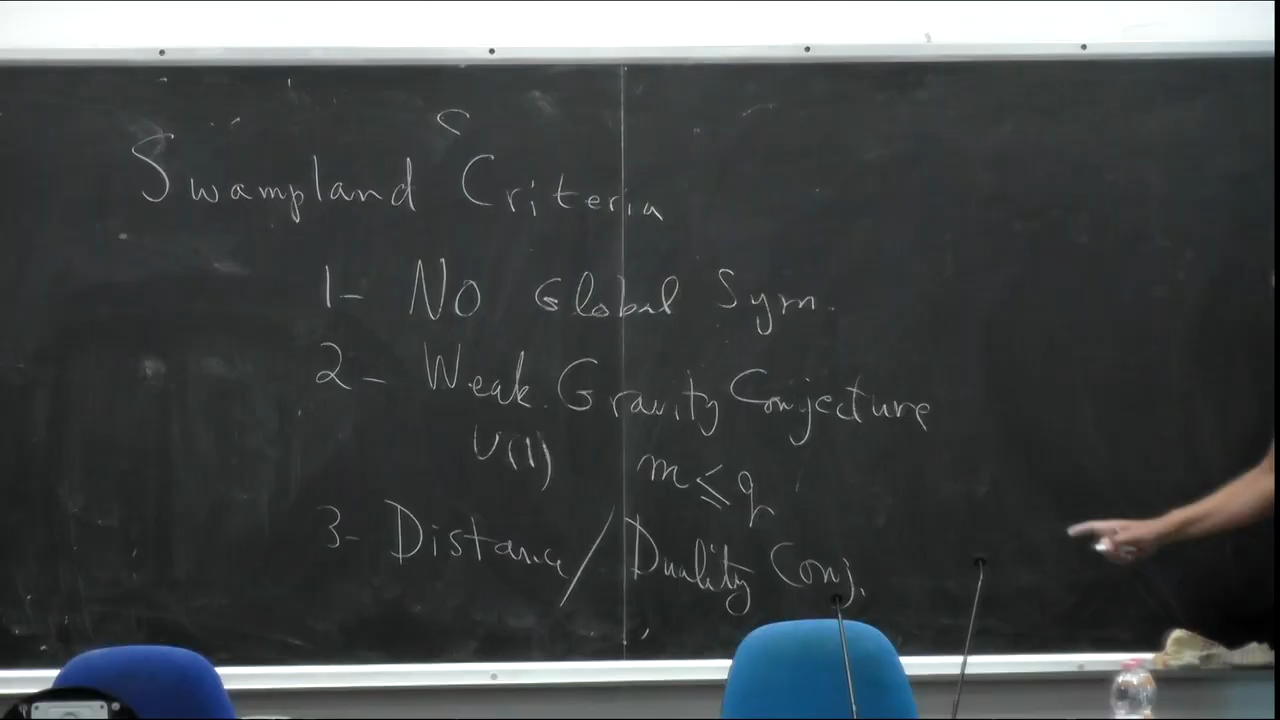 Swampland Criteria
1- No Global Sym.
2- Weak Gravity Conjecture
U(1) m ≤ q
3- Distance / Duality Conj.